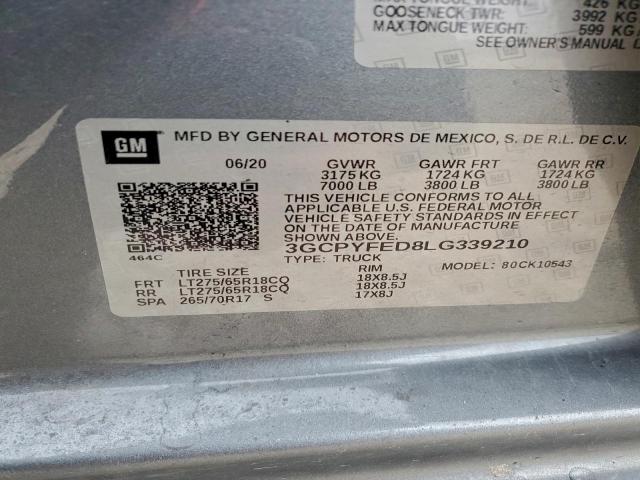 426 KG
GOOSENECK TWR: 3992 KG
MAX TONGUE WEIGHT: 599 KG
SEE OWNER'S MANUAL
GM MFD BY GENERAL MOTORS DE MEXICO, S. DE R.L. DE C.V.
06/20 GVWR GAWR FRT GAWR RR
3175 KG 1724 KG 1724 KG
7000 LB 3800 LB 3800 LB
THIS VEHICLE CONFORMS TO ALL
APPLICABLE U.S. FEDERAL MOTOR
VEHICLE SAFETY STANDARDS IN EFFECT ON THE
DATE OF MANUFACTURE
3GCPYFED8LG339210
464C TYPE: TRUCK MODEL: 80CK10543
TIRE SIZE RIM
FRT LT275/65R18CQ 18X8.5J
RR LT275/65R18CQ 18X8.5J
SPA 265/70R17 S 17X8J